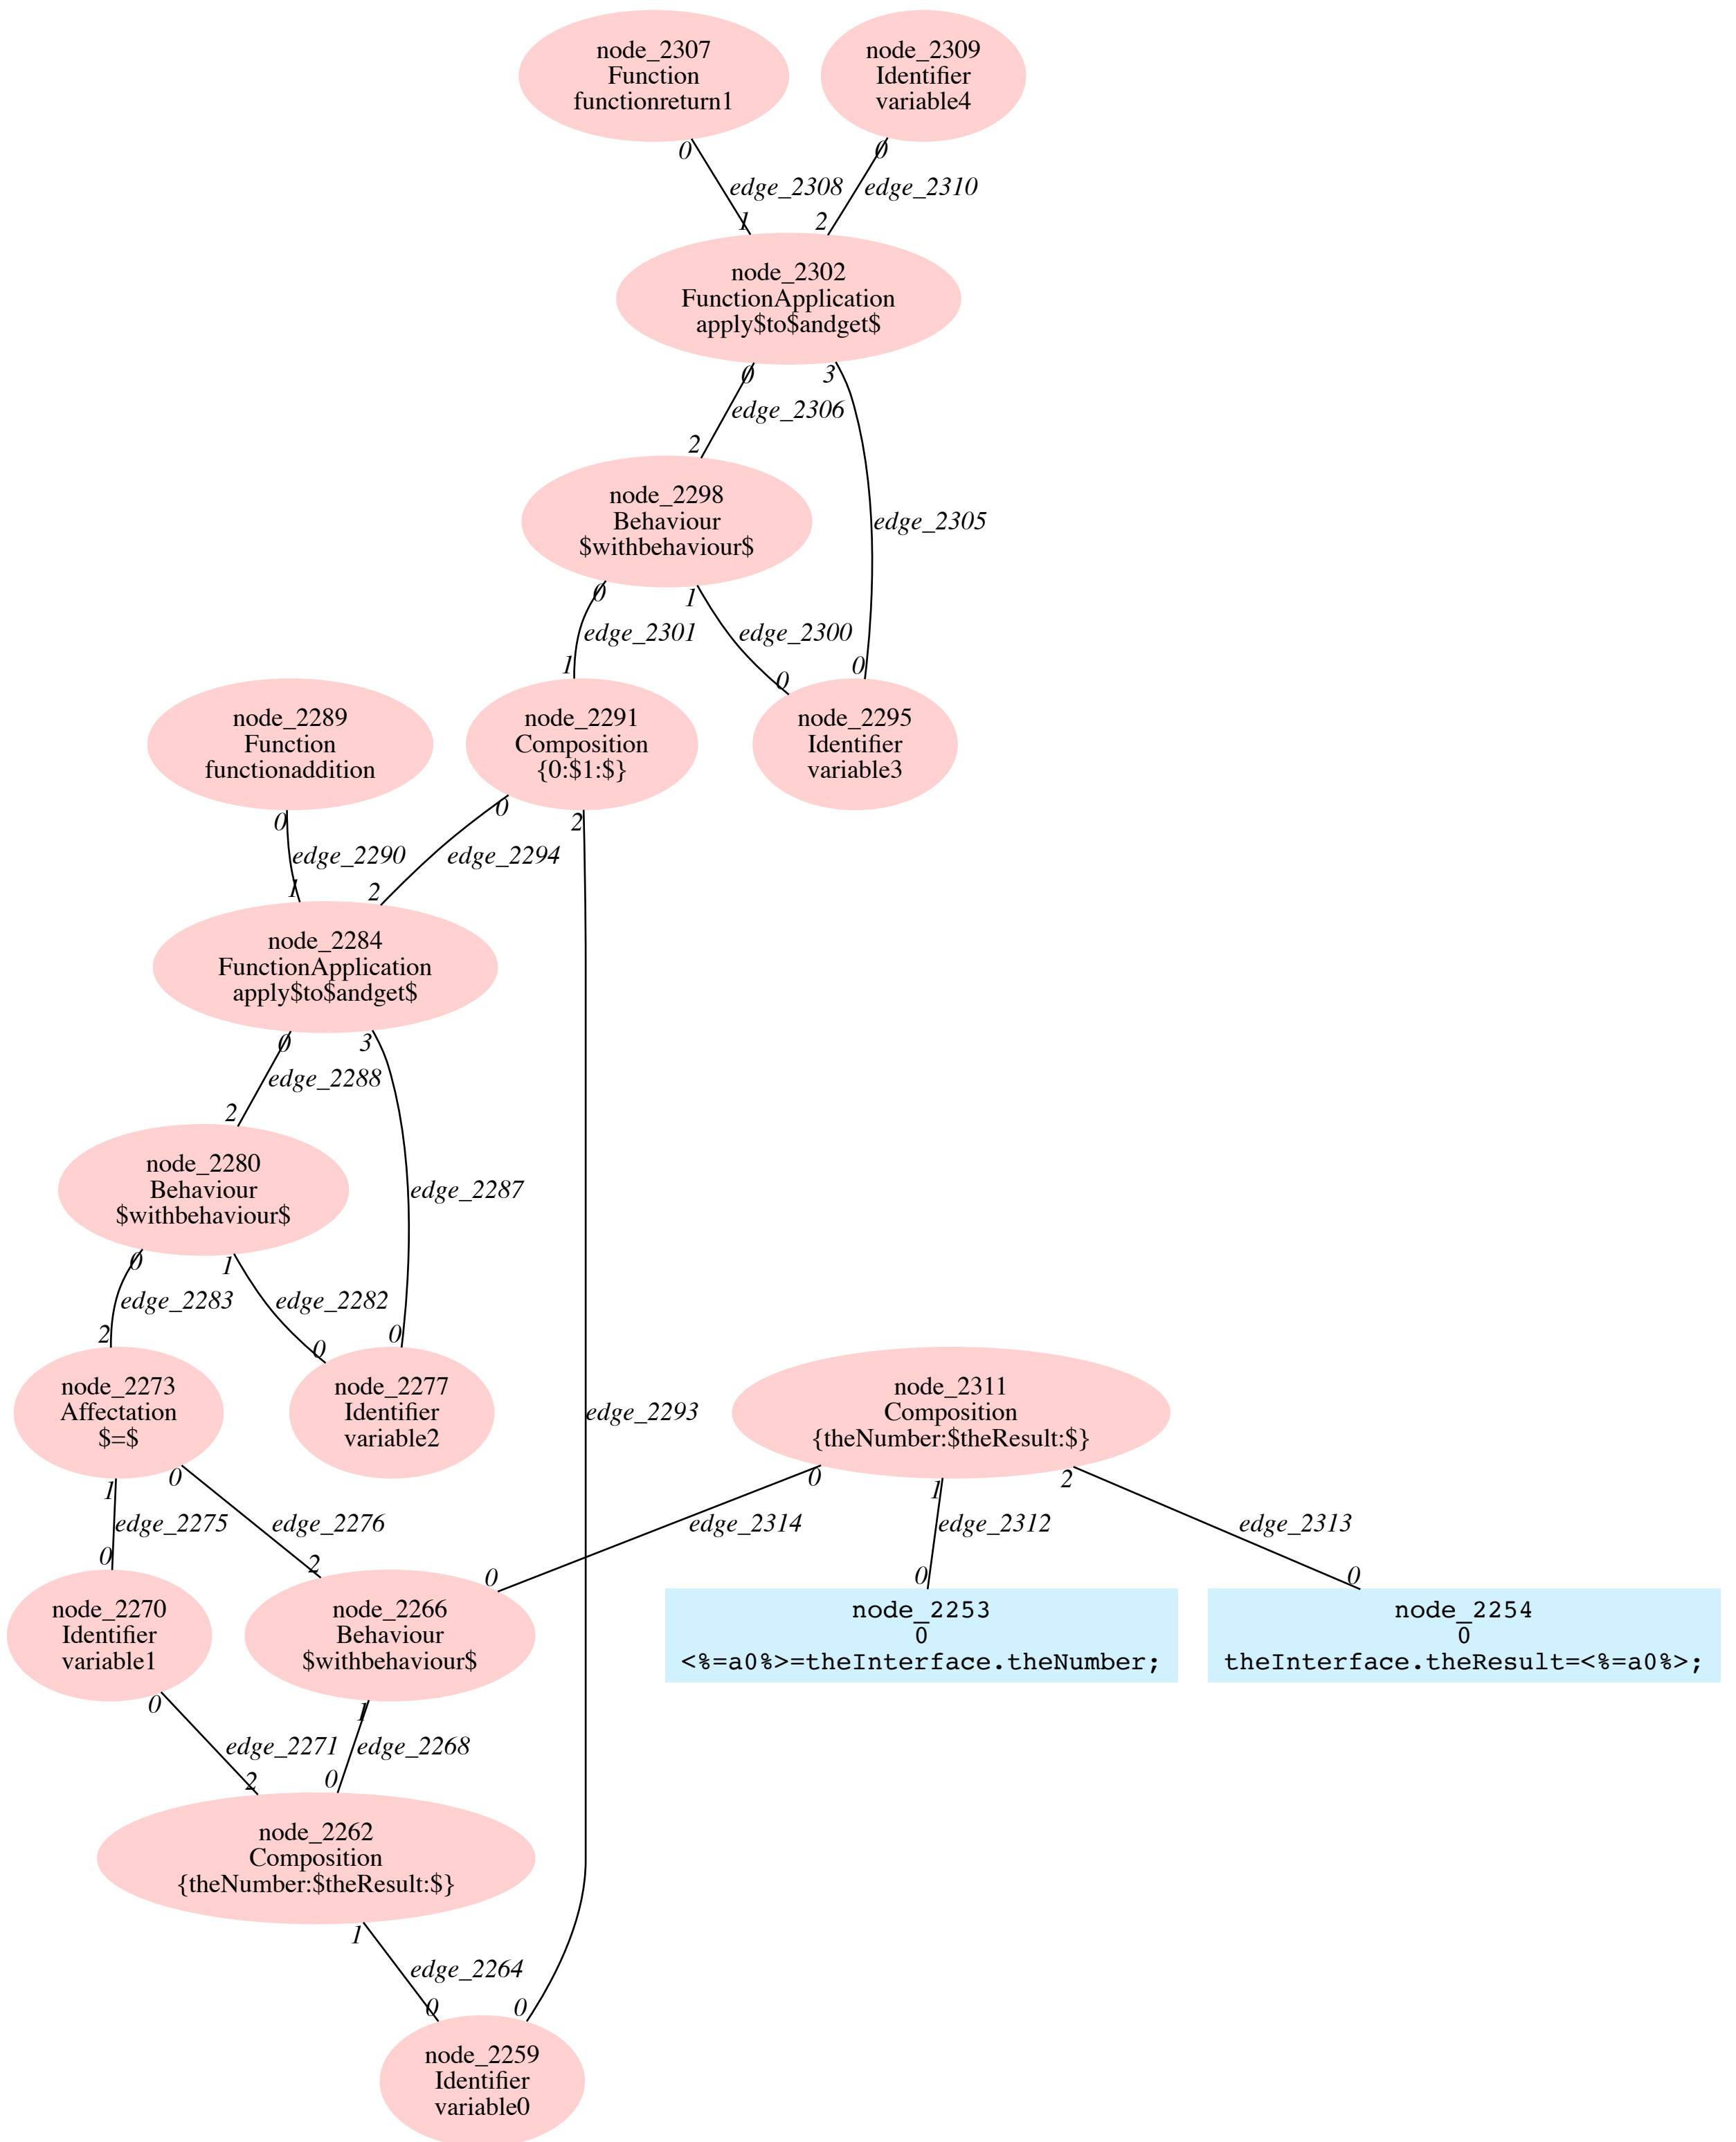 node_2307
Function
functionreturn1
node_2309
Identifier
variable4
0
0
edge_2308
edge_2310
1
2
node_2302
FunctionApplication
apply$to$andget$
0
3
edge_2306
2
node_2298
Behaviour
$withbehaviour$
edge_2305
0
1
edge_2301
edge_2300
1
0
0
node_2289
Function
functionaddition
node_2291
Composition
{0:$1:$}
node_2295
Identifier
variable3
0
0
2
edge_2290
edge_2294
1
2
node_2284
FunctionApplication
apply$to$andget$
0
3
edge_2288
2
node_2280
Behaviour
$withbehaviour$
edge_2287
0
1
edge_2283
edge_2282
2
0
0
node_2273
Affectation
$=$
node_2277
Identifier
variable2
edge_2293
node_2311
Composition
{theNumber:$theResult:$}
1
0
0
1
2
edge_2275
edge_2276
edge_2314
edge_2312
edge_2313
0
2
0
0
0
node_2270
Identifier
variable1
node_2266
Behaviour
$withbehaviour$
node_2253
0
<%=a0%>=theInterface.theNumber;
node_2254
0
theInterface.theResult=<%=a0%>;
0
1
edge_2271
edge_2268
2
0
node_2262
Composition
{theNumber:$theResult:$}
1
edge_2264
0
0
node_2259
Identifier
variable0